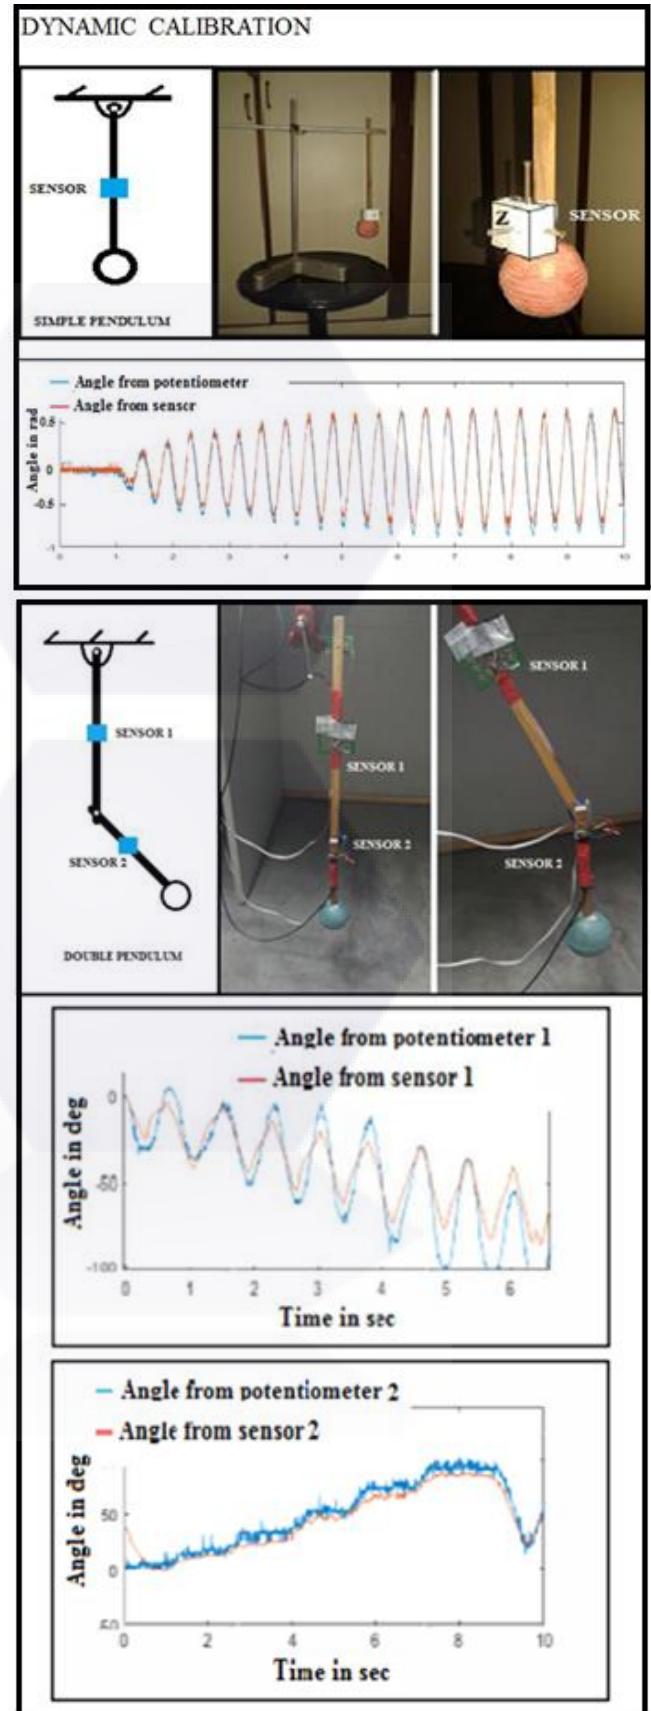 DYNAMIC CALIBRATION
SENSOR
SIMPLE PENDULUM
Z
SENSOR
Angle from potentiometer
Angle from senscr
Angle in rad
0.5
0
-0.5
-1
0 1 2 3 4 5 6 7 8 9 10
SENSOR 1
SENSOR 2
DOUBLE PENDULUM
SENSOR 1
SENSOR 2
SENSOR 1
SENSOR 2
Angle from potentiometer 1
Angle from sensor 1
Angle in deg
0
-50
-100
0 1 2 3 4 5 6
Time in sec
Angle from potentiometer 2
Angle from sensor 2
Angle in deg
50
0
50
0 2 4 6 8 10
Time in sec